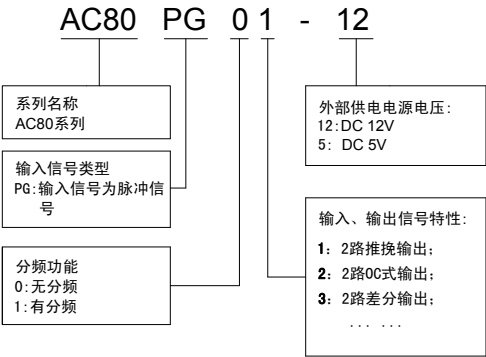 AC80 PG 0 1 - 12
系列名称
AC80系列
输入信号类型
PG:输入信号为脉冲信
号
分频功能
0:无分频
1:有分频
外部供电电源电压:
12:DC 12V
5: DC 5V
输入、输出信号特性:
1: 2路推挽输出;
2: 2路OC式输出;
3: 2路差分输出;
... ...